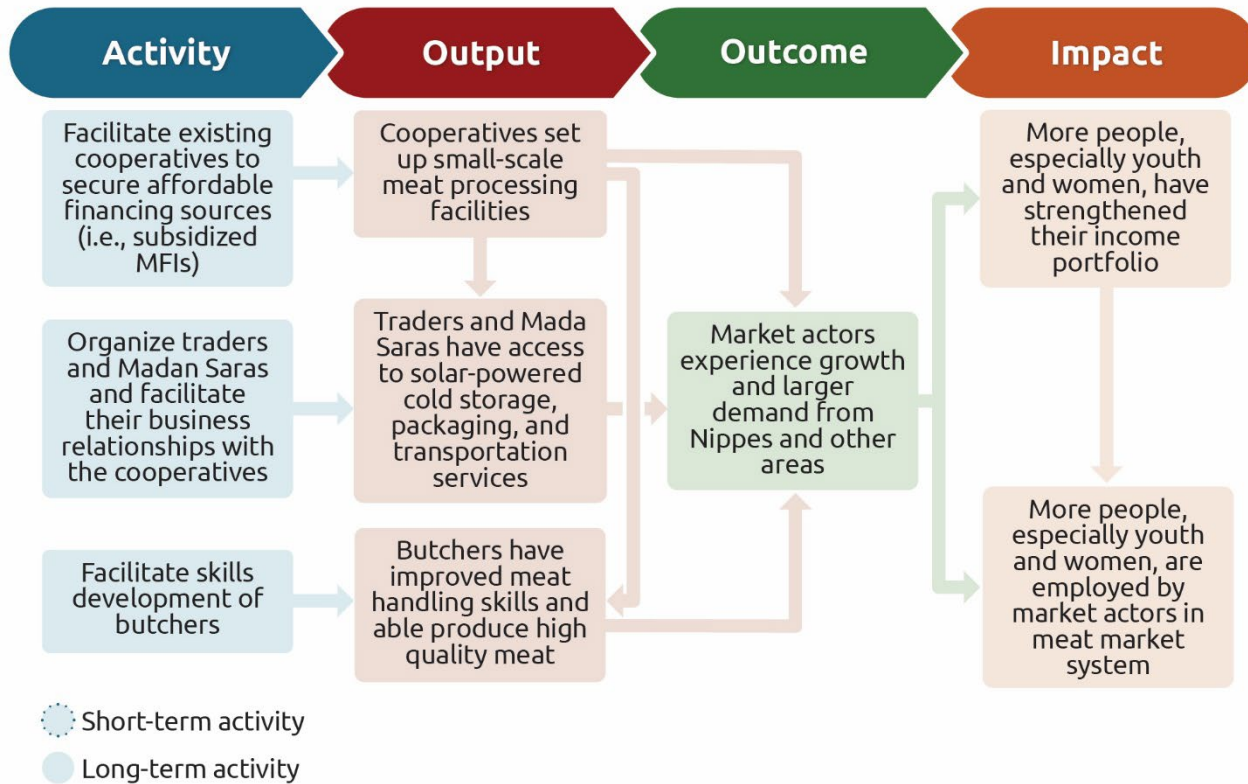 Activity
Output
Outcome
Impact
Facilitate existing
cooperatives to
secure affordable
financing sources
(i.e., subsidized
MFIs)
Cooperatives set
up small-scale
meat processing
facilities
More people,
especially youth
and women, have
strengthened
their income
portfolio
Organize traders
and Madan Saras
and facilitate
their business
relationships with
the cooperatives
Traders and Mada
Saras have access
to solar-powered
cold storage,
packaging, and
transportation
services
Market actors
experience growth
and larger
demand from
Nippes and other
areas
Facilitate skills
development of
butchers
Butchers have
improved meat
handling skills and
able produce high
quality meat
More people,
especially youth
and women, are
employed by
market actors in
meat market
system
Short-term activity
Long-term activity